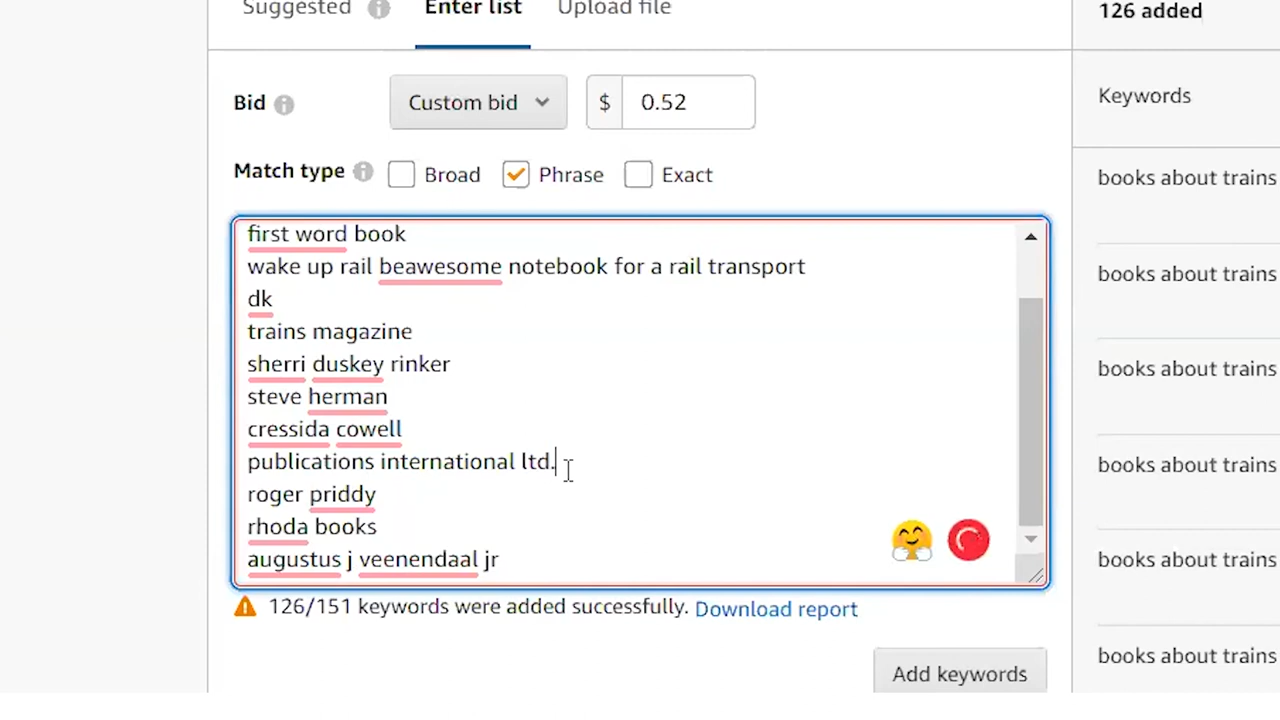 Suggested Enter list Upload file
126 added
Bid Custom bid $ 0.52
Keywords
Match type Broad Phrase Exact
first word book
wake up rail beawesome notebook for a rail transport
dk
trains magazine
sherri duskey rinker
steve herman
cressida cowell
publications international ltd.
roger priddy
rhoda books
augustus j veenendaal jr
126/151 keywords were added successfully. Download report
Add keywords
books about trains
books about trains
books about trains
books about trains
books about trains
books about trains